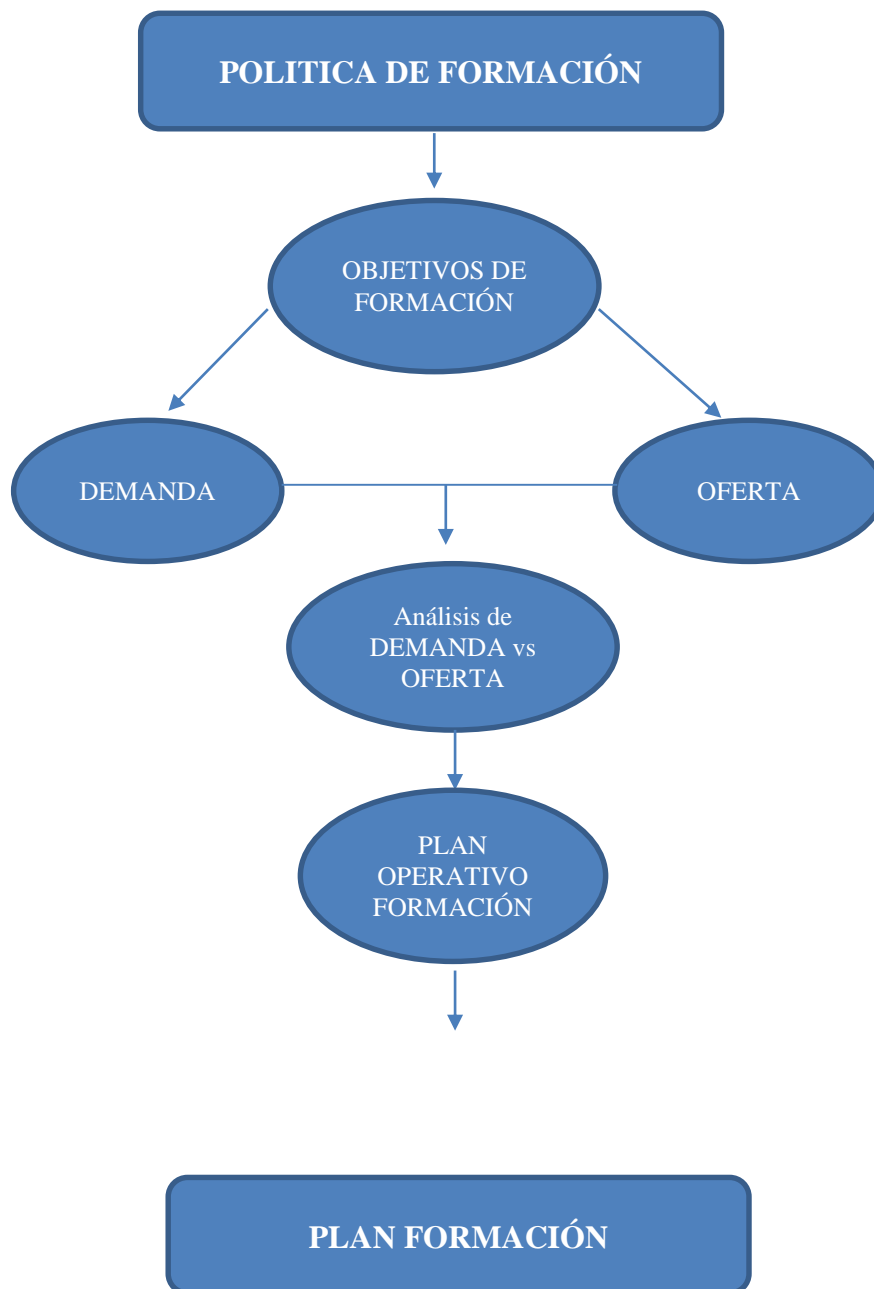 POLITICA DE FORMACIÓN
OBJETIVOS DE
FORMACIÓN
DEMANDA
OFERTA
Análisis de
DEMANDA vs
OFERTA
PLAN
OPERATIVO
FORMACIÓN
PLAN FORMACIÓN